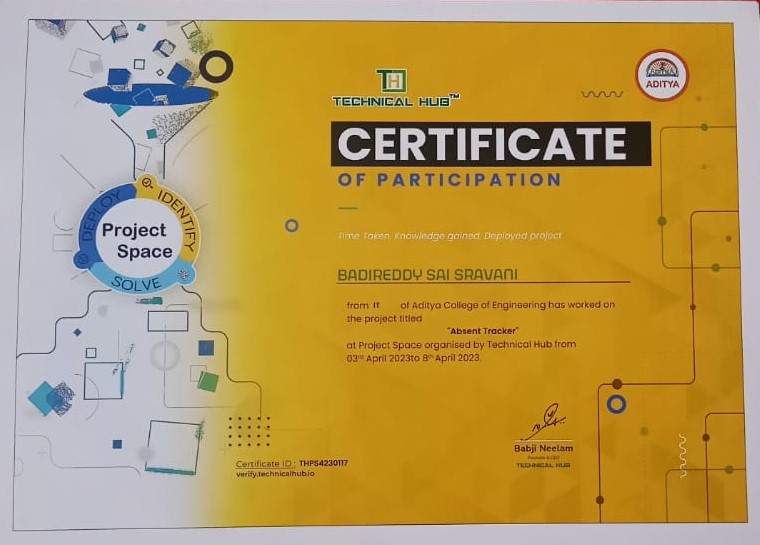 TH
TECHNICAL HUB™
ADITYA
ADITYA
CERTIFICATE
OF PARTICIPATION
Time Taken, Knowledge gained, Deployed project
DEPLOY
IDENTIFY
SOLVE
Project
Space
BADIREDDY SAI SRAVANI
from IT of Aditya College of Engineering has worked on
the project titled
"Absent Tracker"
at Project Space organised by Technical Hub from
03rd April 2023to 8th April 2023.
Babji Neelam
Founder & CEO
TECHNICAL HUB
Certificate ID : THPS4230117
verify.technicalhub.io